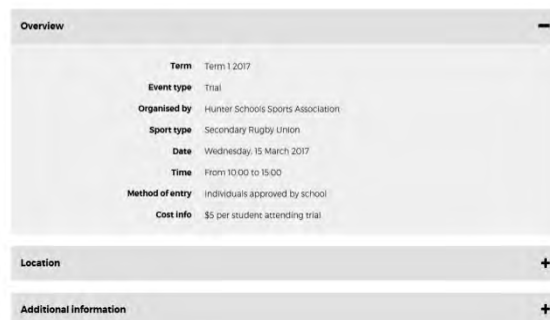 Overview
Term Term 1 2017
Event type Trial
Organised by Hunter Schools Sports Association
Sport type Secondary Rugby Union
Date Wednesday, 15 March 2017
Time From 10:00 to 15:00
Method of entry Individuals approved by school
Cost info $5 per student attending trial
Location
Additional information